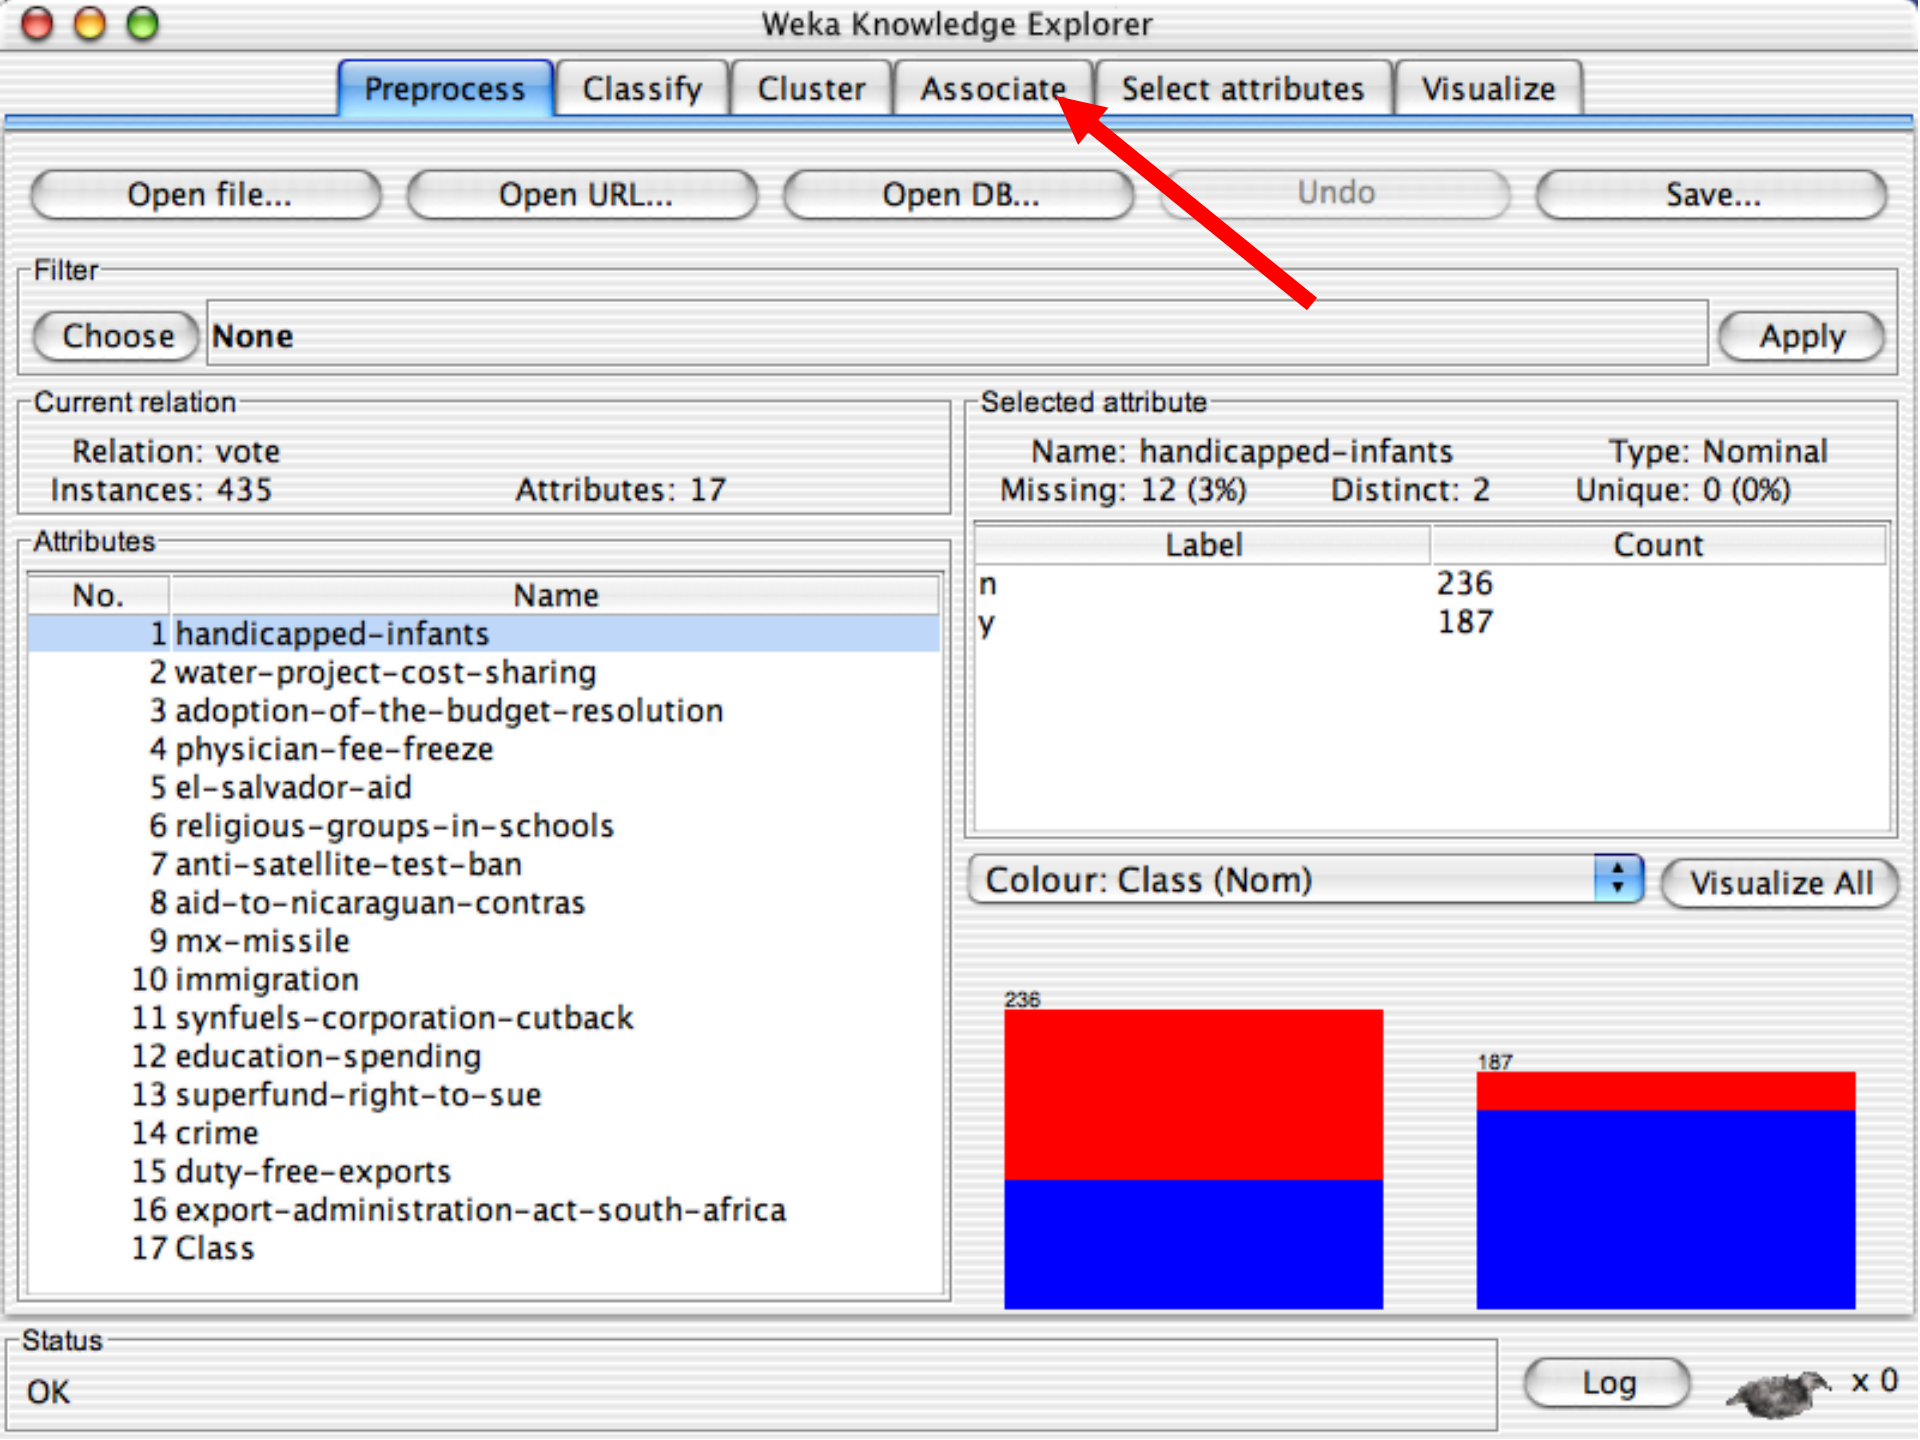 Weka Knowledge Explorer
Preprocess Classify Cluster Associate Select attributes Visualize
Open file... Open URL... Open DB... Undo Save...
Filter
Choose None Apply
Current relation
Relation: vote
Instances: 435 Attributes: 17
Selected attribute
Name: handicapped-infants Type: Nominal
Missing: 12 (3%) Distinct: 2 Unique: 0 (0%)
Label Count
n 236
y 187
Attributes
No. Name
1 handicapped-infants
2 water-project-cost-sharing
3 adoption-of-the-budget-resolution
4 physician-fee-freeze
5 el-salvador-aid
6 religious-groups-in-schools
7 anti-satellite-test-ban
8 aid-to-nicaraguan-contras
9 mx-missile
10 immigration
11 synfuels-corporation-cutback
12 education-spending
13 superfund-right-to-sue
14 crime
15 duty-free-exports
16 export-administration-act-south-africa
17 Class
Colour: Class (Nom) Visualize All
236
187
Status
OK
Log x 0